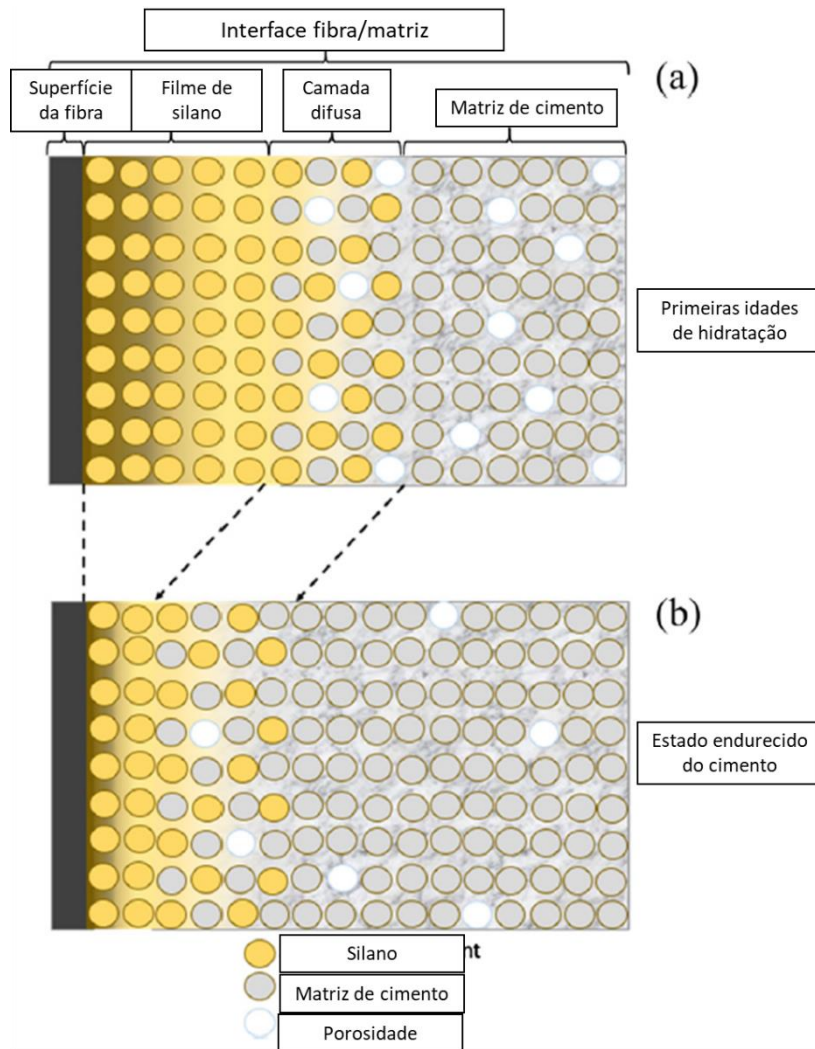 Interface fibra/matriz
(a)
Superfície
da fibra
Filme de
silano
Camada
difusa
Matriz de cimento
Primeiras idades
de hidratação
(b)
Estado endurecido
do cimento
Silano
nt
Matriz de cimento
Porosidade